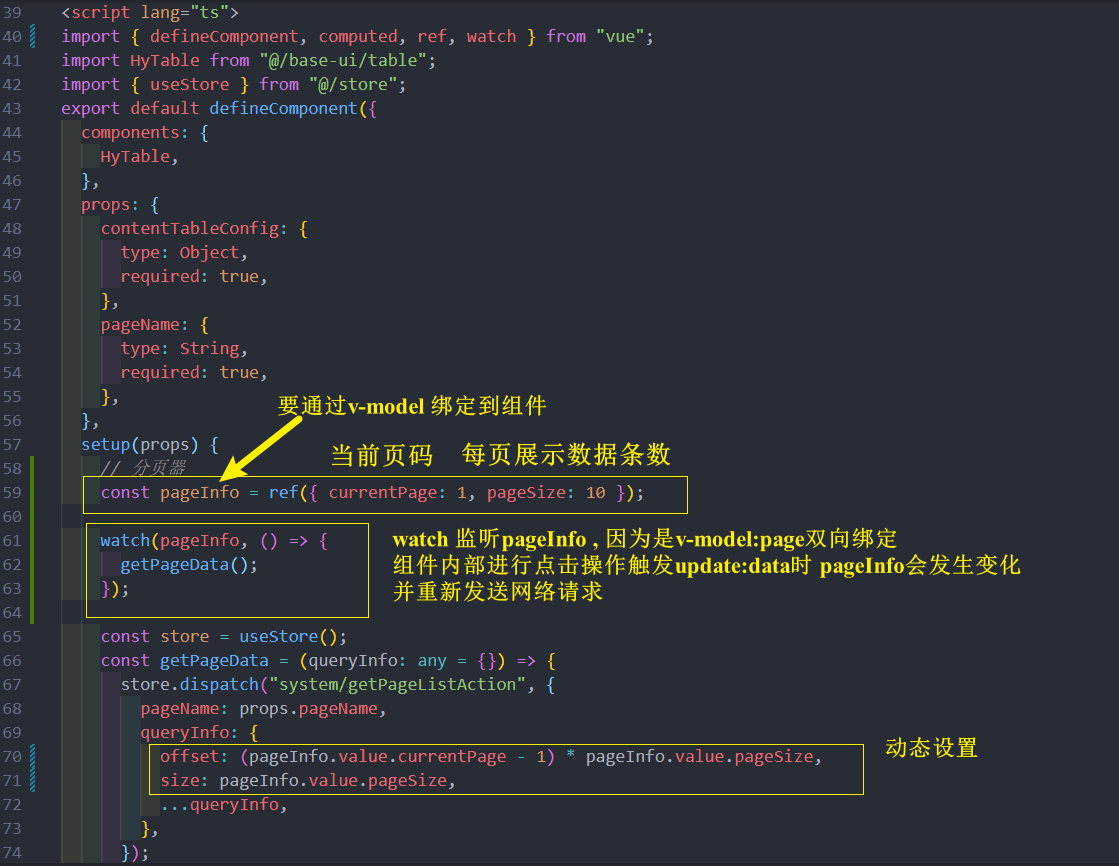 39 <script lang="ts">
40 import { defineComponent, computed, ref, watch } from "vue";
41 import HyTable from "@/base-ui/table";
42 import { useStore } from "@/store";
43 export default defineComponent({
44 components: {
45 HyTable,
46 },
47 props: {
48 contentTableConfig: {
49 type: Object,
50 required: true,
51 },
52 pageName: {
53 type: String,
54 required: true,
55 },
要通过v-model 绑定到组件
56 },
57 setup(props) {
当前页码 每页展示数据条数
58 // 分页器
59 const pageInfo = ref({ currentPage: 1, pageSize: 10 });
60
61 watch(pageInfo, () => {
62 getPageData();
63 });
64
watch 监听pageInfo , 因为是v-model:page双向绑定
组件内部进行点击操作触发update:data时 pageInfo会发生变化
并重新发送网络请求
65 const store = useStore();
66 const getPageData = (queryInfo: any = {}) => {
67 store.dispatch("system/getPageListAction", {
68 pageName: props.pageName,
69 queryInfo: {
70 offset: (pageInfo.value.currentPage - 1) * pageInfo.value.pageSize,
71 size: pageInfo.value.pageSize,
动态设置
72 ...queryInfo,
73 },
74 });